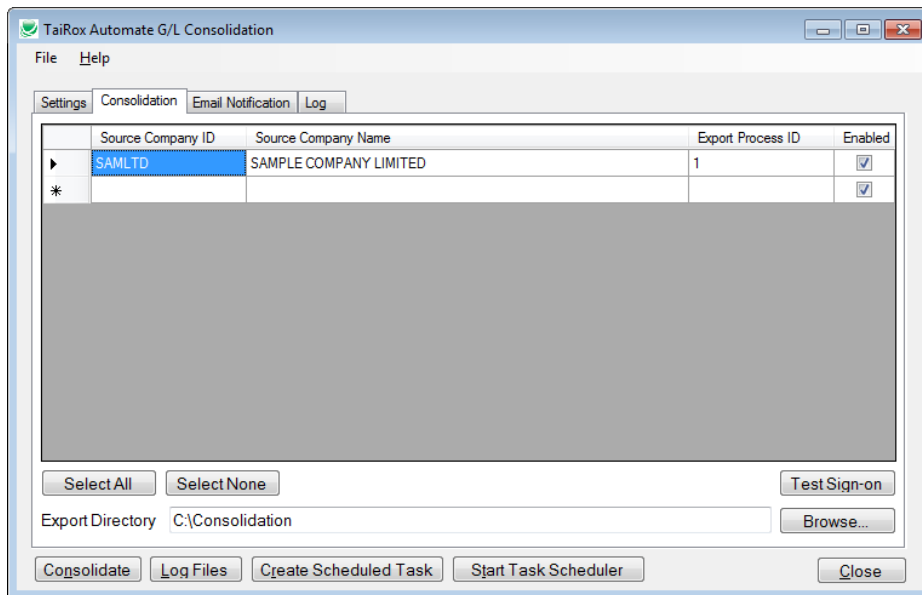 TaiRox Automate G/L Consolidation
File Help
Settings Consolidation Email Notification Log
Source Company ID Source Company Name Export Process ID Enabled
SAMLTD SAMPLE COMPANY LIMITED 1
Select All Select None Test Sign-on
Export Directory C:\Consolidation Browse...
Consolidate Log Files Create Scheduled Task Start Task Scheduler Close